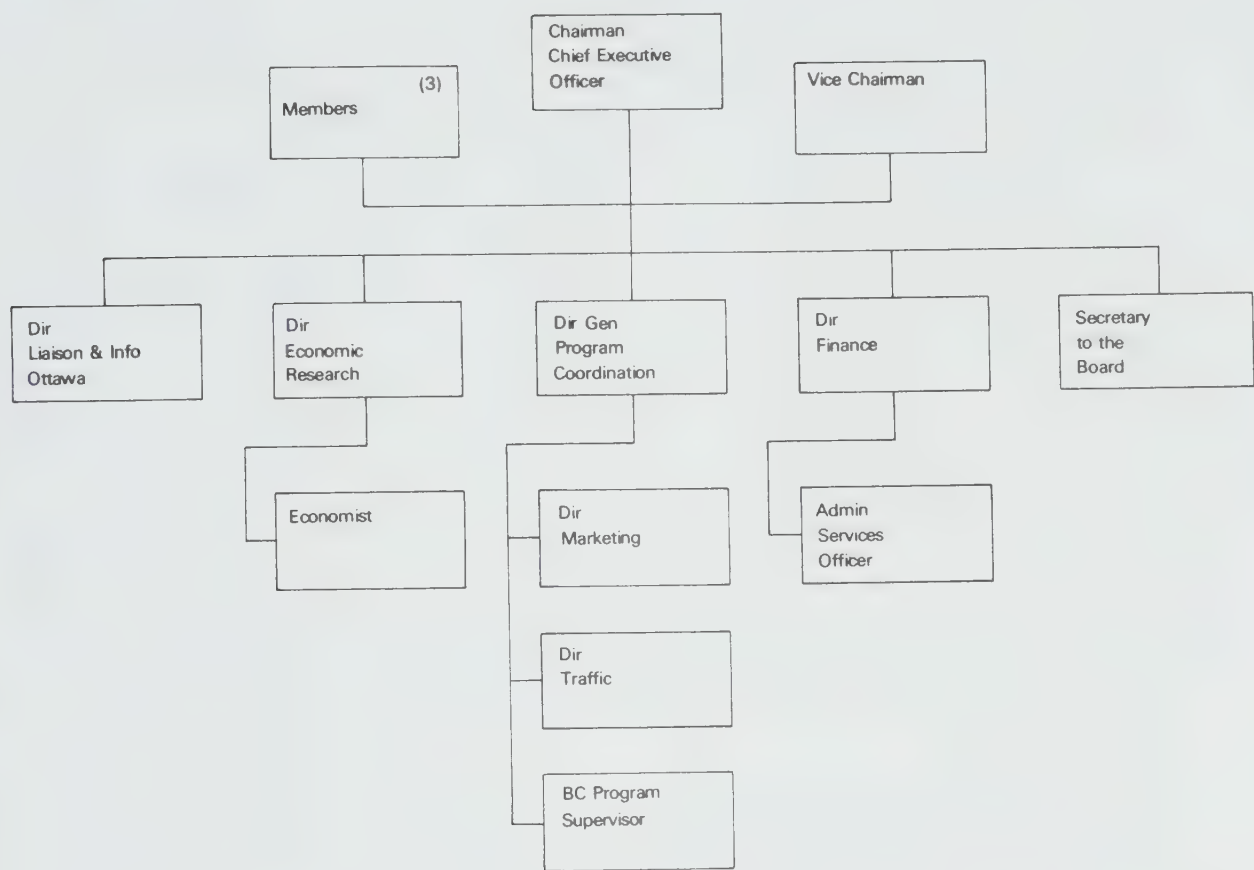 Chairman
Chief Executive
Officer
(3)
Members
Vice Chairman
Dir
Liaison & Info
Ottawa
Dir
Economic
Research
Dir Gen
Program
Coordination
Dir
Finance
Secretary
to the
Board
Economist
Dir
Marketing
Admin
Services
Officer
Dir
Traffic
BC Program
Supervisor